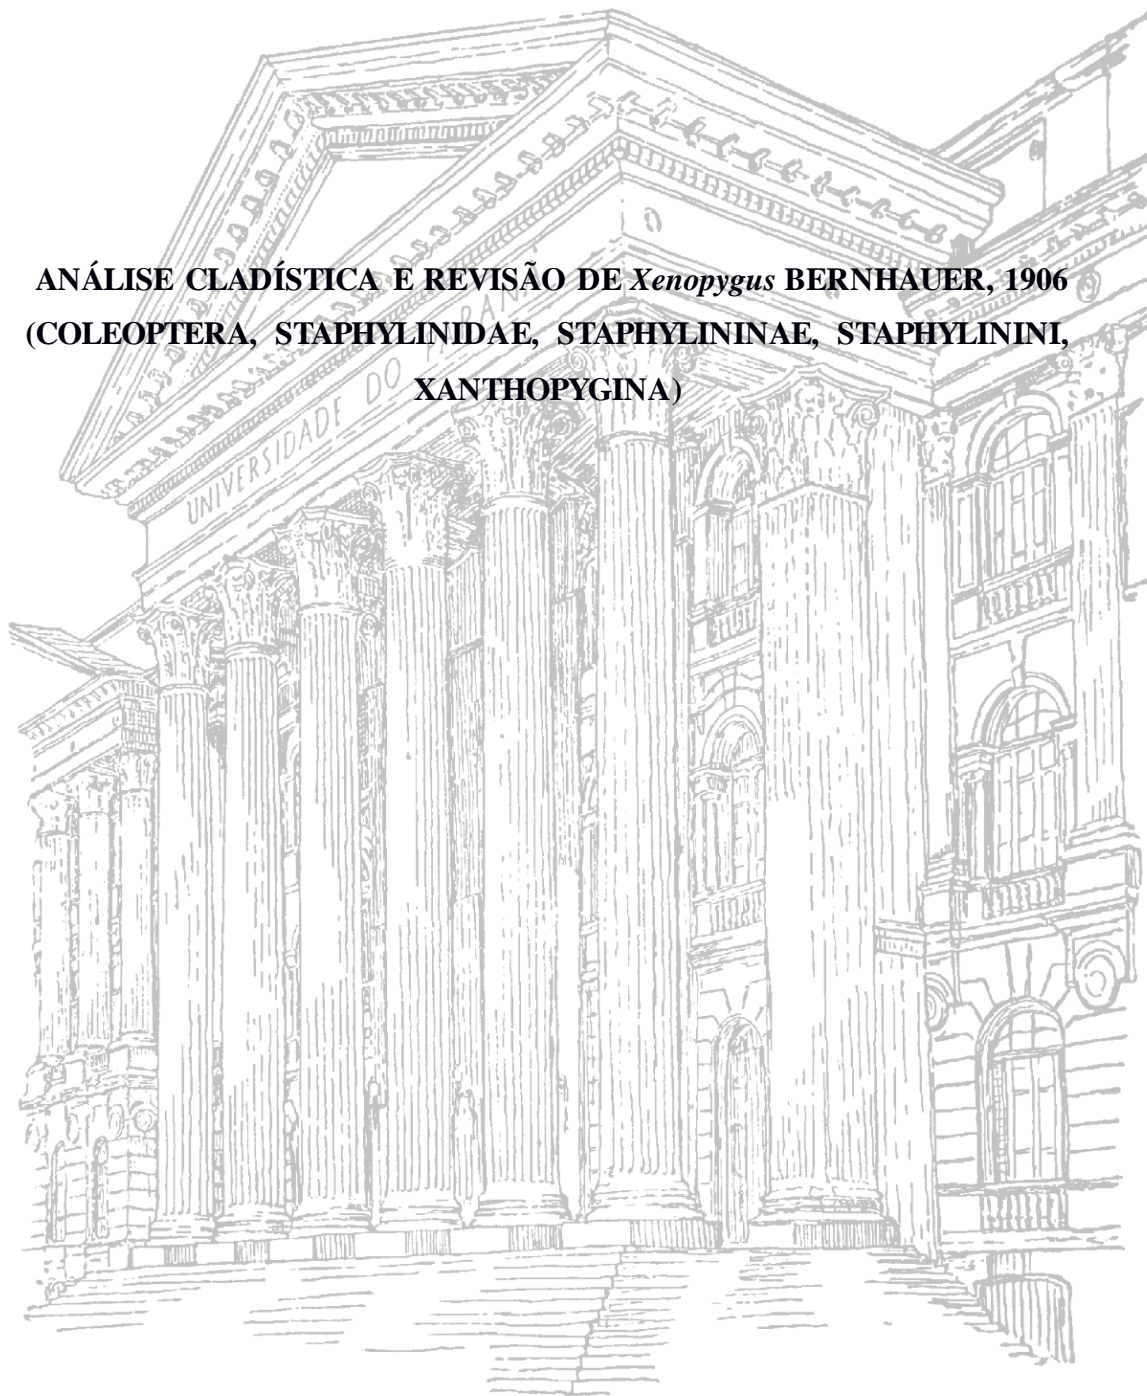 ANÁLISE CLADÍSTICA E REVISÃO DE Xenopygus BERNHAUER, 1906
(COLEOPTERA, STAPHYLINIDAE, STAPHYLININAE, STAPHYLININI,
XANTHOPYGINA)
UNIVERSIDADE DO PARANÁ